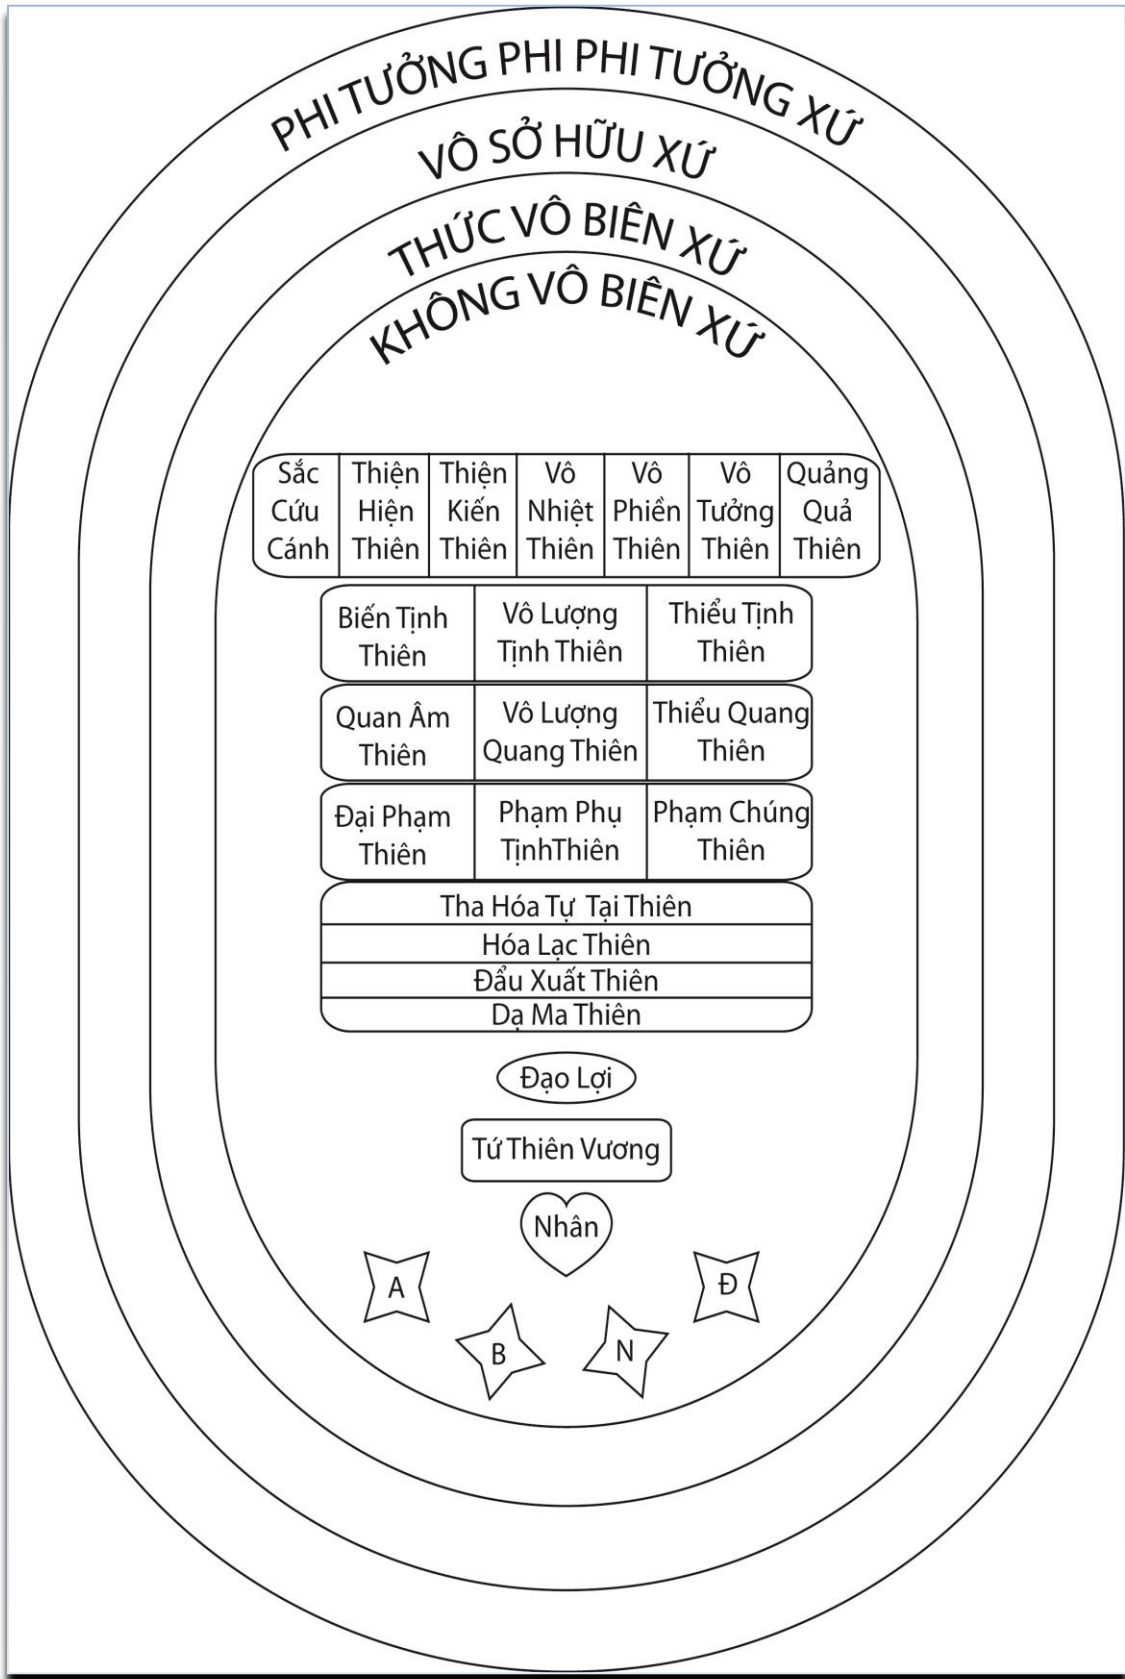 PHI TƯỞNG PHI PHI TƯỞNG XỨ
VÔ SỞ HỮU XỨ
THỨC VÔ BIÊN XỨ
KHÔNG VÔ BIÊN XỨ
Sắc
Cứu
Cánh
Thiện
Hiện
Thiên
Thiện
Kiến
Thiên
Vô
Nhiệt
Thiên
Vô
Phiền
Thiên
Vô
Tưởng
Thiên
Quảng
Quả
Thiên
Biến Tịnh
Thiên
Vô Lượng
Tịnh Thiên
Thiểu Tịnh
Thiên
Quan Âm
Thiên
Vô Lượng
Quang Thiên
Thiểu Quang
Thiên
Đại Phạm
Thiên
Phạm Phụ
TịnhThiên
Phạm Chúng
Thiên
Tha Hóa Tự Tại Thiên
Hóa Lạc Thiên
Đẩu Xuất Thiên
Dạ Ma Thiên
Đạo Lợi
Tứ Thiên Vương
Nhân
A
B
N
Đ